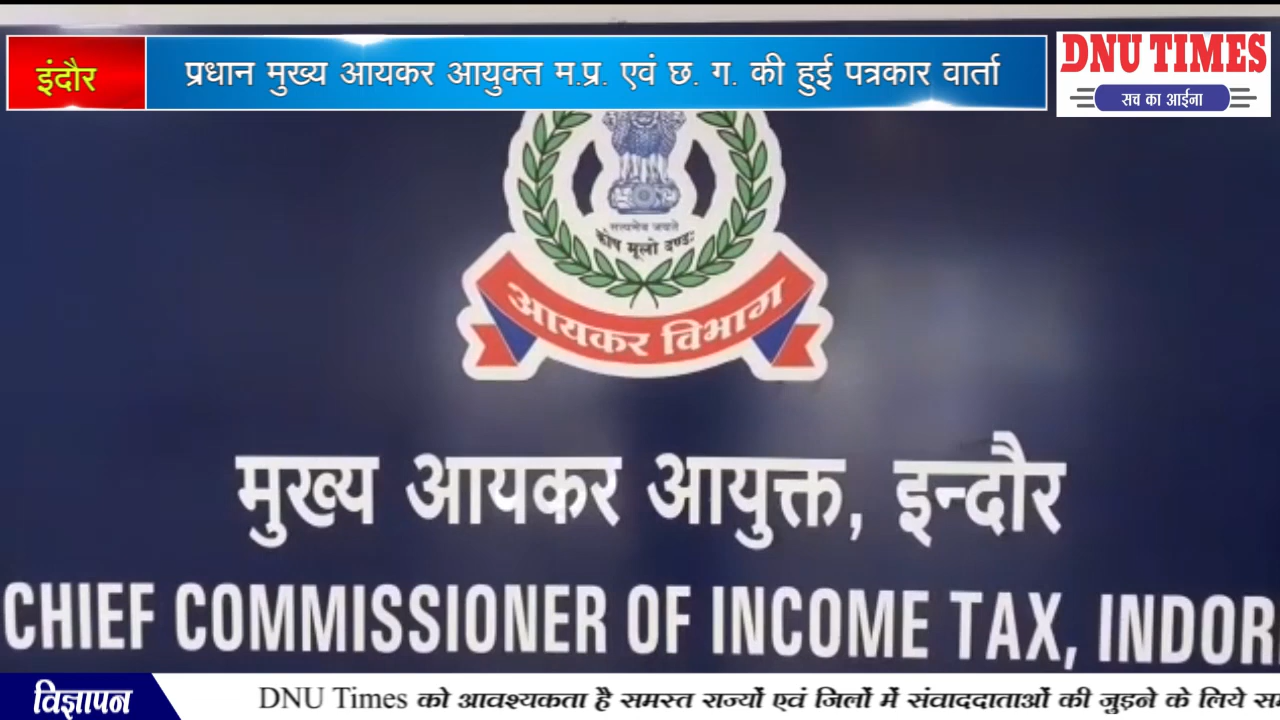 इंदौर
प्रधान मुख्य आयकर आयुक्त म.प्र. एवं छ. ग. की हुई पत्रकार वार्ता
DNU TIMES
सच का आईना
सत्यमेव जयते
कोष मूलो दण्डः
आयकर विभाग
मुख्य आयकर आयुक्त, इन्दौर
CHIEF COMMISSIONER OF INCOME TAX, INDOR
विज्ञापन
DNU Times को आवश्यकता है समस्त राज्यों एवं जिलों में संवाददाताओं की जुड़ने के लिये